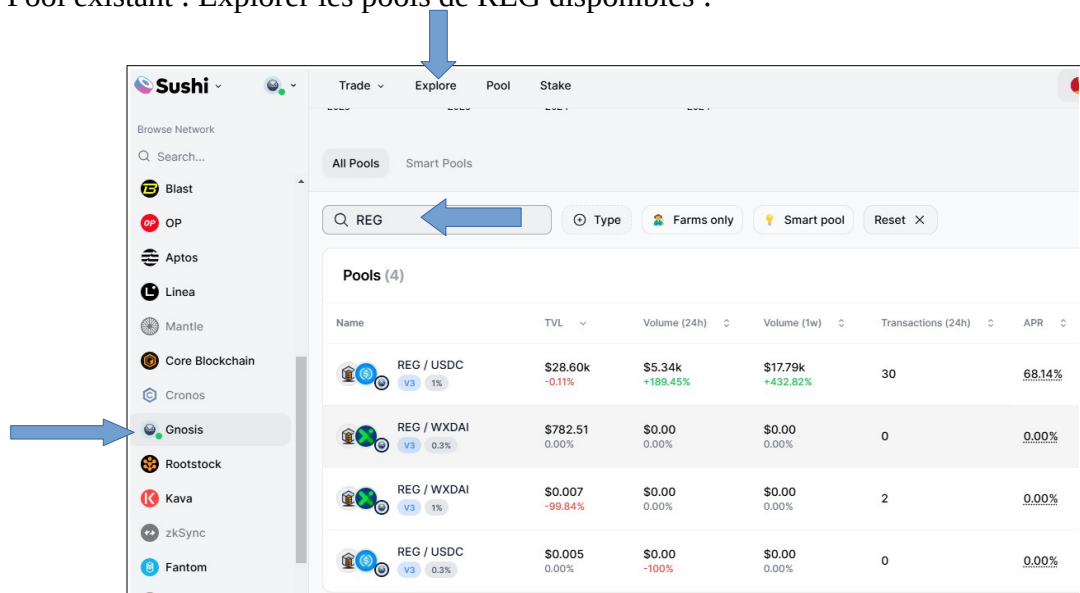 Pool existant : Explorer les pools de REG disponibles :
Sushi
Trade Explore Pool Stake
Browse Network
Search...
All Pools Smart Pools
Blast
OP
Aptos
Linea
Mantle
Core Blockchain
Cronos
Gnosis
Rootstock
Kava
zkSync
Fantom
REG Type Farms only Smart pool Reset
Pools (4)
Name TVL Volume (24h) Volume (1w) Transactions (24h) APR
REG / USDC
V3 1%
$28.60k $5.34k $17.79k 30 68.14%
-0.11% +189.45% +432.82%
REG / WXDAI
V3 0.3%
$782.51 $0.00 $0.00 0 0.00%
0.00% 0.00% 0.00%
REG / WXDAI
V3 1%
$0.007 $0.00 $0.00 2 0.00%
-99.84% 0.00% 0.00%
REG / USDC
V3 0.3%
$0.005 $0.00 $0.00 0 0.00%
0.00% -100% 0.00%